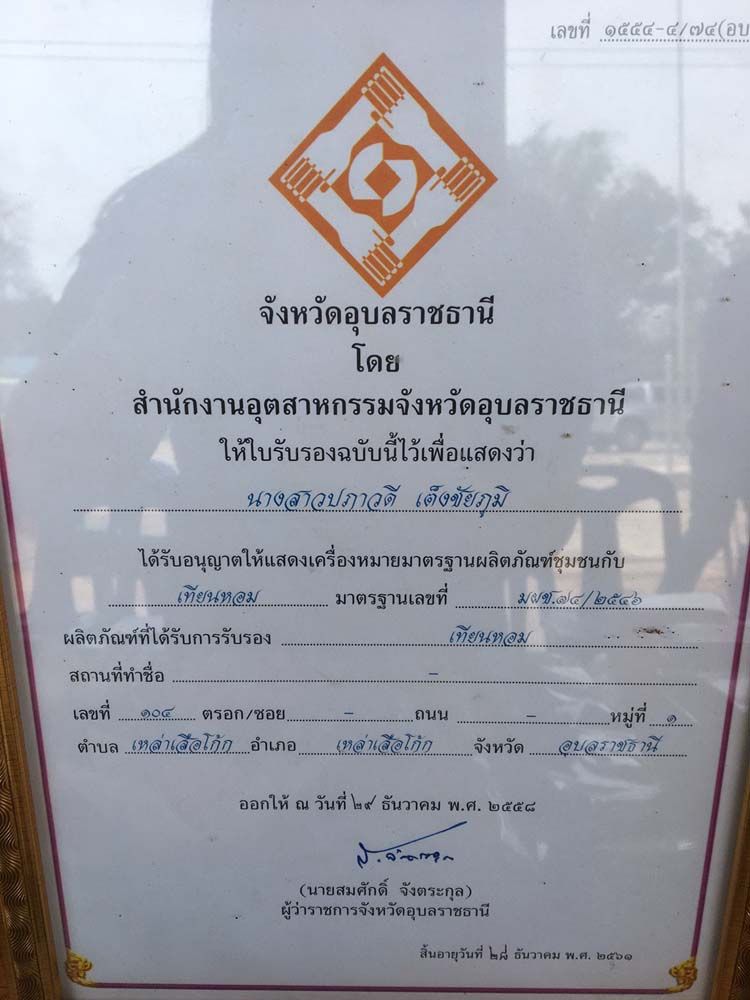 เลขที่ ๑๕๕๔-๔/๗๔(อบ
จังหวัดอุบลราชธานี
โดย
สำนักงานอุตสาหกรรมจังหวัดอุบลราชธานี
ให้ใบรับรองฉบับนี้ไว้เพื่อแสดงว่า
นางสาวปภาวดี เต็งชัยภูมิ
ได้รับอนุญาตให้แสดงเครื่องหมายมาตรฐานผลิตภัณฑ์ชุมชนกับ
เทียนหอม มาตรฐานเลขที่ มผช.๗๔/๒๕๔๖
ผลิตภัณฑ์ที่ได้รับการรับรอง เทียนหอม
สถานที่ทำชื่อ -
เลขที่ ๑๐๔ ตรอก/ซอย - ถนน - หมู่ที่ ๑
ตำบล เหล่าเสือโก้ก อำเภอ เหล่าเสือโก้ก จังหวัด อุบลราชธานี
ออกให้ ณ วันที่ ๒๙ ธันวาคม พ.ศ. ๒๕๕๘
(นายสมศักดิ์ จังตระกุล)
ผู้ว่าราชการจังหวัดอุบลราชธานี
สิ้นอายุวันที่ ๒๘ ธันวาคม พ.ศ. ๒๕๖๑